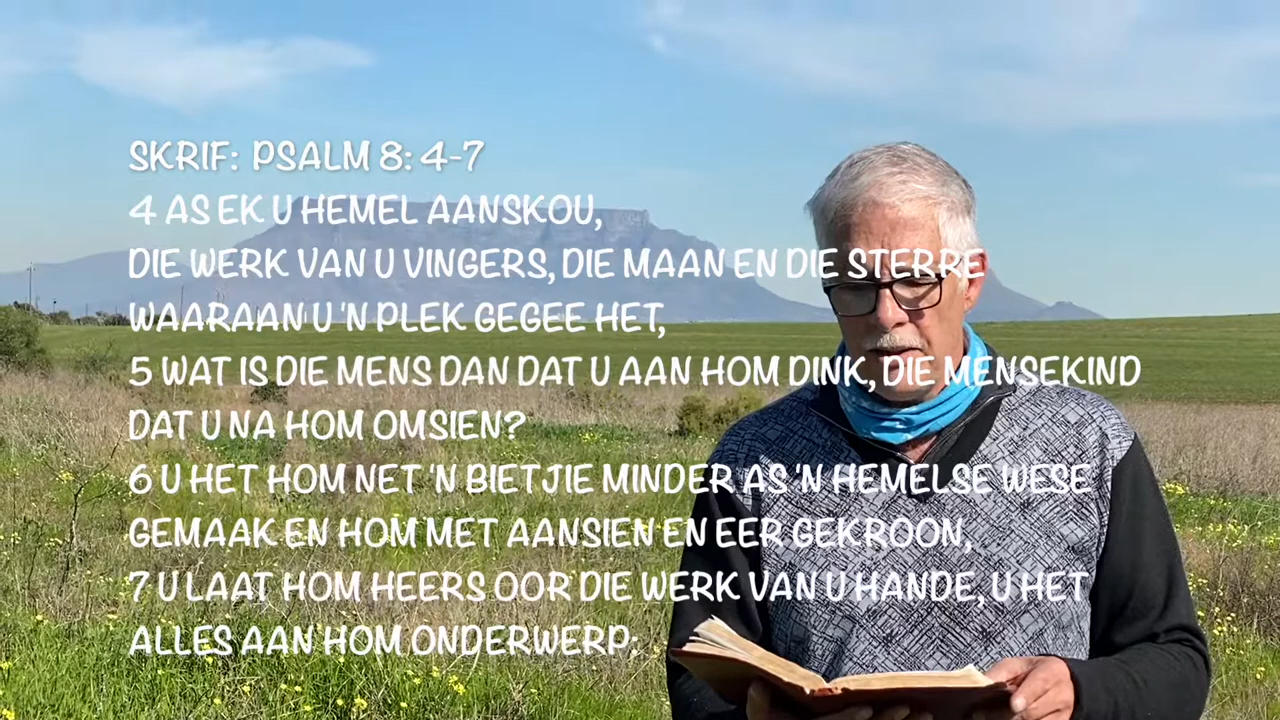 SKRIF: PSALM 8: 4-7
4 AS EK U HEMEL AANSKOU,
DIE WERK VAN U VINGERS, DIE MAAN EN DIE STERRE
WAARAAN U 'N PLEK GEGEE HET,
5 WAT IS DIE MENS DAN DAT U AAN HOM DINK, DIE MENSEKIND
DAT U NA HOM OMSIEN?
6 U HET HOM NET 'N BIETJIE MINDER AS 'N HEMELSE WESE
GEMAAK EN HOM MET AANSIEN EN EER GEKROON,
7 U LAAT HOM HEERS OOR DIE WERK VAN U HANDE, U HET
ALLES AAN HOM ONDERWERP: